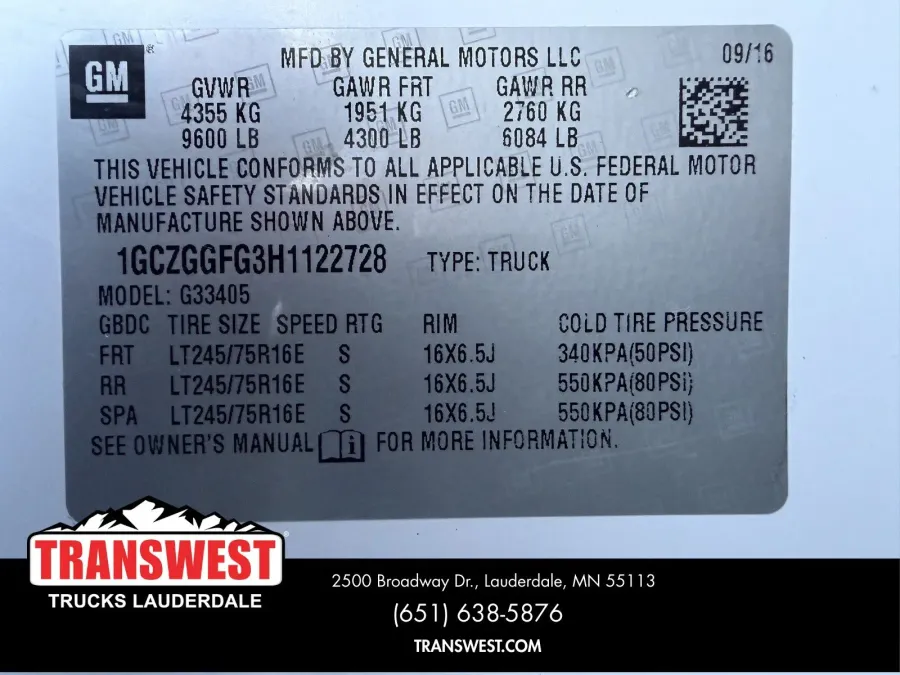 GM
MFD BY GENERAL MOTORS LLC 09/16
GVWR GAWR FRT GAWR RR
4355 KG 1951 KG 2760 KG
9600 LB 4300 LB 6084 LB
THIS VEHICLE CONFORMS TO ALL APPLICABLE U.S. FEDERAL MOTOR
VEHICLE SAFETY STANDARDS IN EFFECT ON THE DATE OF
MANUFACTURE SHOWN ABOVE.
1GCZGGFG3H1122728 TYPE: TRUCK
MODEL: G33405
GBDC TIRE SIZE SPEED RTG RIM COLD TIRE PRESSURE
FRT LT245/75R16E S 16X6.5J 340KPA(50PSI)
RR LT245/75R16E S 16X6.5J 550KPA(80PSI)
SPA LT245/75R16E S 16X6.5J 550KPA(80PSI)
SEE OWNER'S MANUAL i FOR MORE INFORMATION.
TRANSWEST®
TRUCKS LAUDERDALE
2500 Broadway Dr., Lauderdale, MN 55113
(651) 638-5876
TRANSWEST.COM